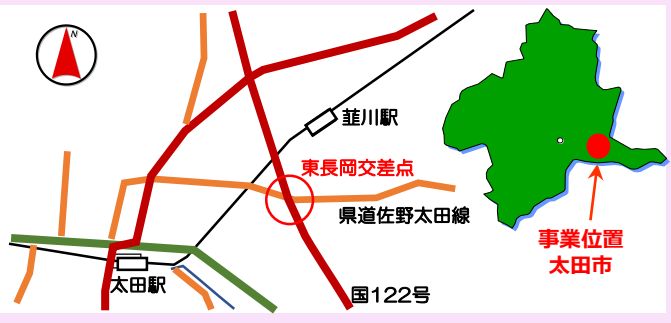 N
韮川駅
東長岡交差点
県道佐野太田線
太田駅
国122号
事業位置
太田市